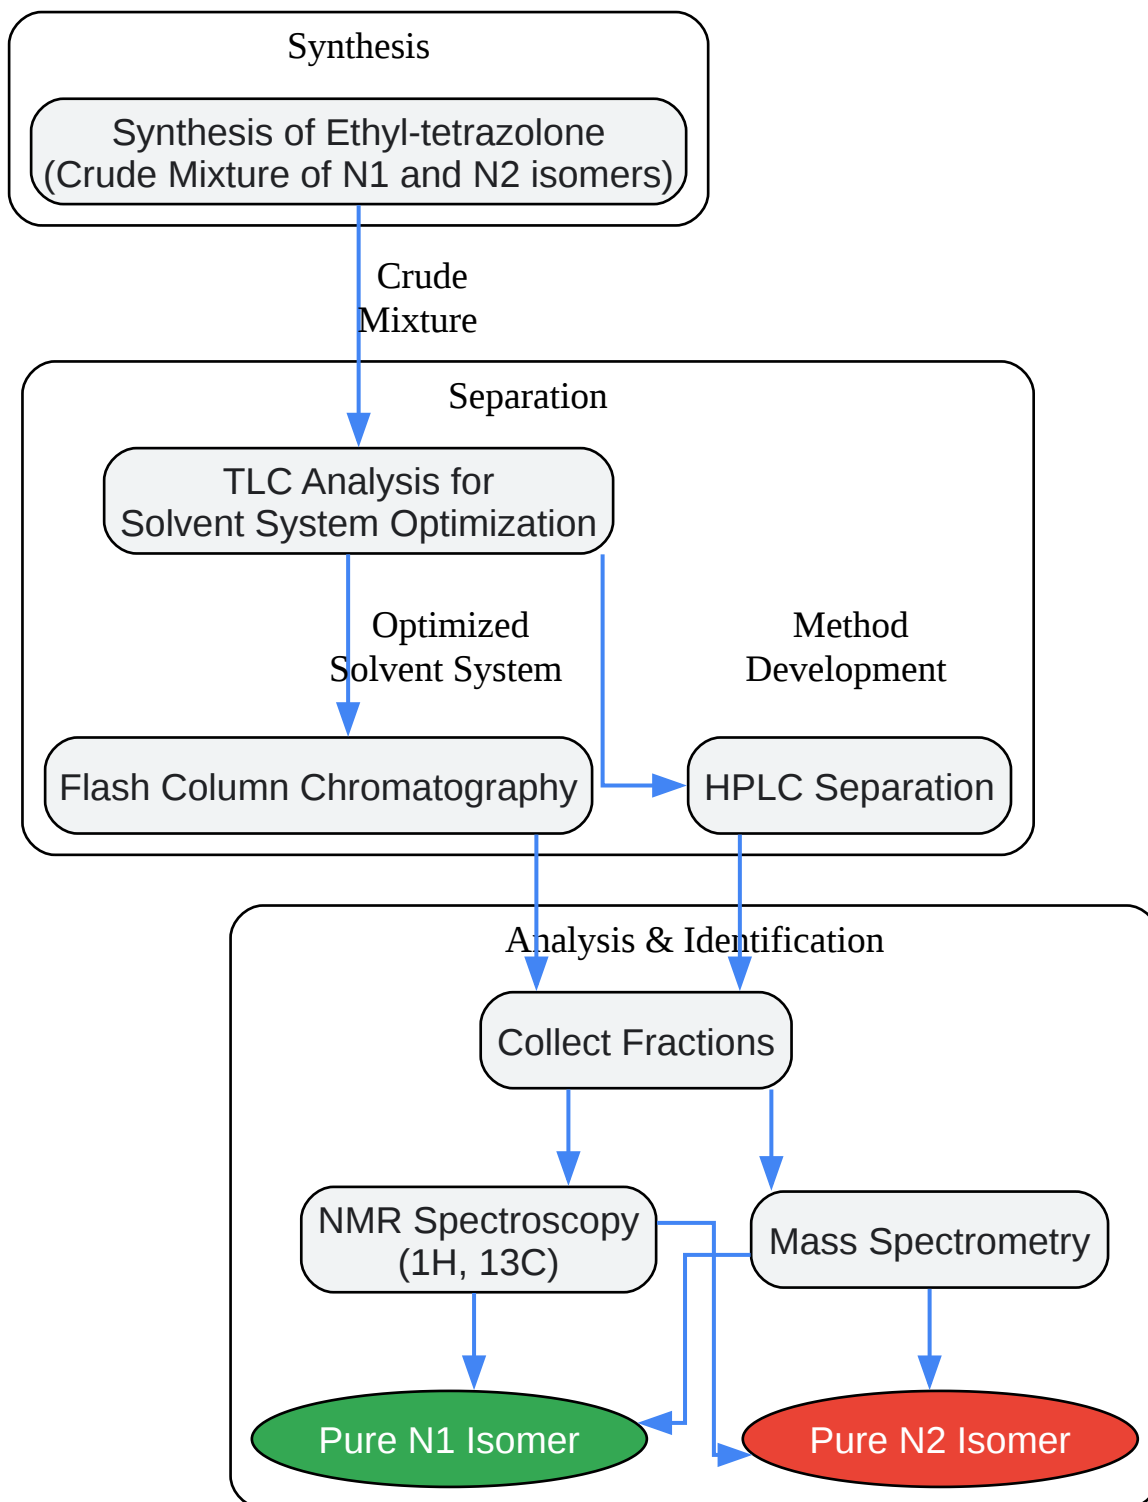 Synthesis
Synthesis of Ethyl-tetrazolone
(Crude Mixture of N1 and N2 isomers)
Crude
Mixture
Separation
TLC Analysis for
Solvent System Optimization
Optimized
Solvent System
Method
Development
Flash Column Chromatography
HPLC Separation
Analysis & Identification
Collect Fractions
NMR Spectroscopy
(1H, 13C)
Mass Spectrometry
Pure N1 Isomer
Pure N2 Isomer